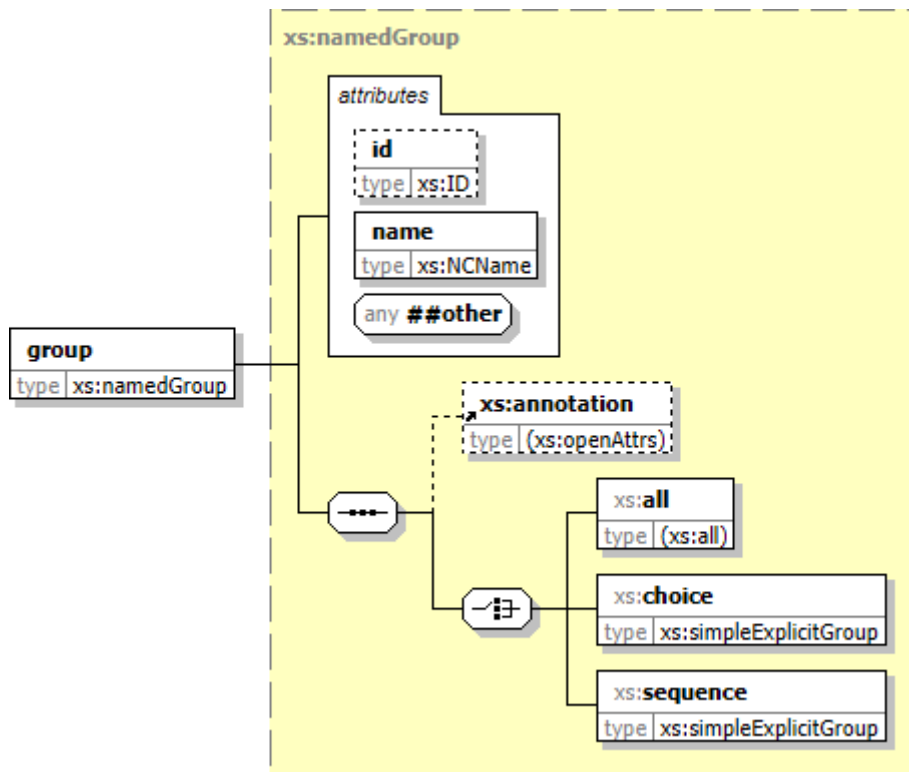 xs:namedGroup
attributes
id
type xs:ID
name
type xs:NCName
any ##other
group
type xs:namedGroup
xs:annotation
type (xs:openAttrs)
xs:all
type (xs:all)
xs:choice
type xs:simpleExplicitGroup
xs:sequence
type xs:simpleExplicitGroup